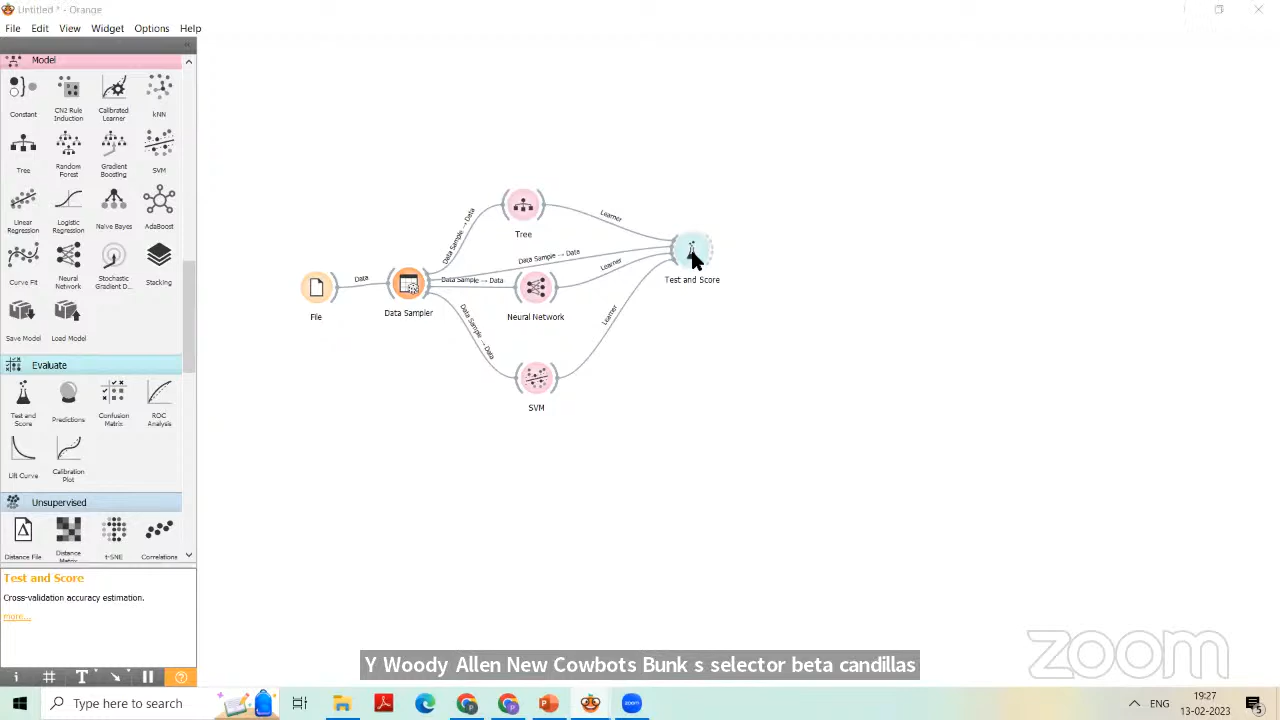 Untitled * - Orange
File Edit View Widget Options Help
Model
Constant
CN2 Rule Induction
Calibrated Learner
kNN
Tree
Random Forest
Gradient Boosting
SVM
Linear Regression
Logistic Regression
Naive Bayes
AdaBoost
Curve Fit
Neural Network
Stochastic Gradient D...
Stacking
Save Model
Load Model
Evaluate
Test and Score
Predictions
Confusion Matrix
ROC Analysis
Lift Curve
Calibration Plot
Unsupervised
Distance File
Distance Matrix
t-SNE
Correlations
Test and Score
Cross-validation accuracy estimation.
more...
File
Data
Data Sampler
Data Sample → Data
Tree
Learner
Data Sample → Data
Data Sample → Data
Neural Network
Learner
Data Sample → Data
SVM
Learner
Test and Score
zoom
Y Woody Allen New Cowbots Bunk s selector beta candillas
Type here to search
zoom
ENG
19:27
13-02-2023
5